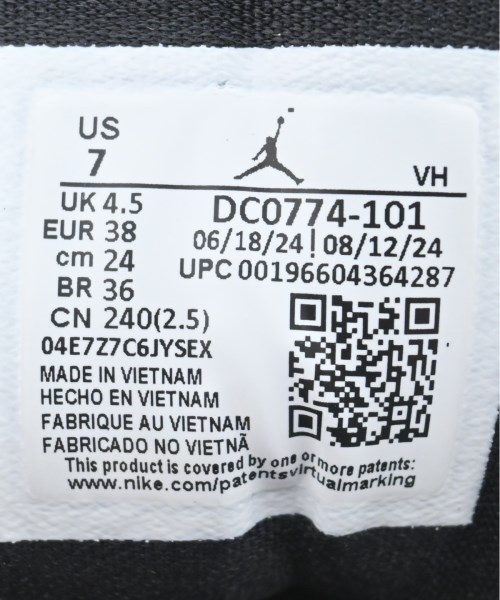 US
7
VH
UK 4.5
EUR 38
cm 24
BR 36
CN 240(2.5)
DC0774-101
06/18/24 | 08/12/24
UPC 00196604364287
04E7Z7C6JYSEX
MADE IN VIETNAM
HECHO EN VIETNAM
FABRIQUE AU VIETNAM
FABRICADO NO VIETNÃ
This product is covered by one or more patents:
www.nike.com/patentsvirtualmarking